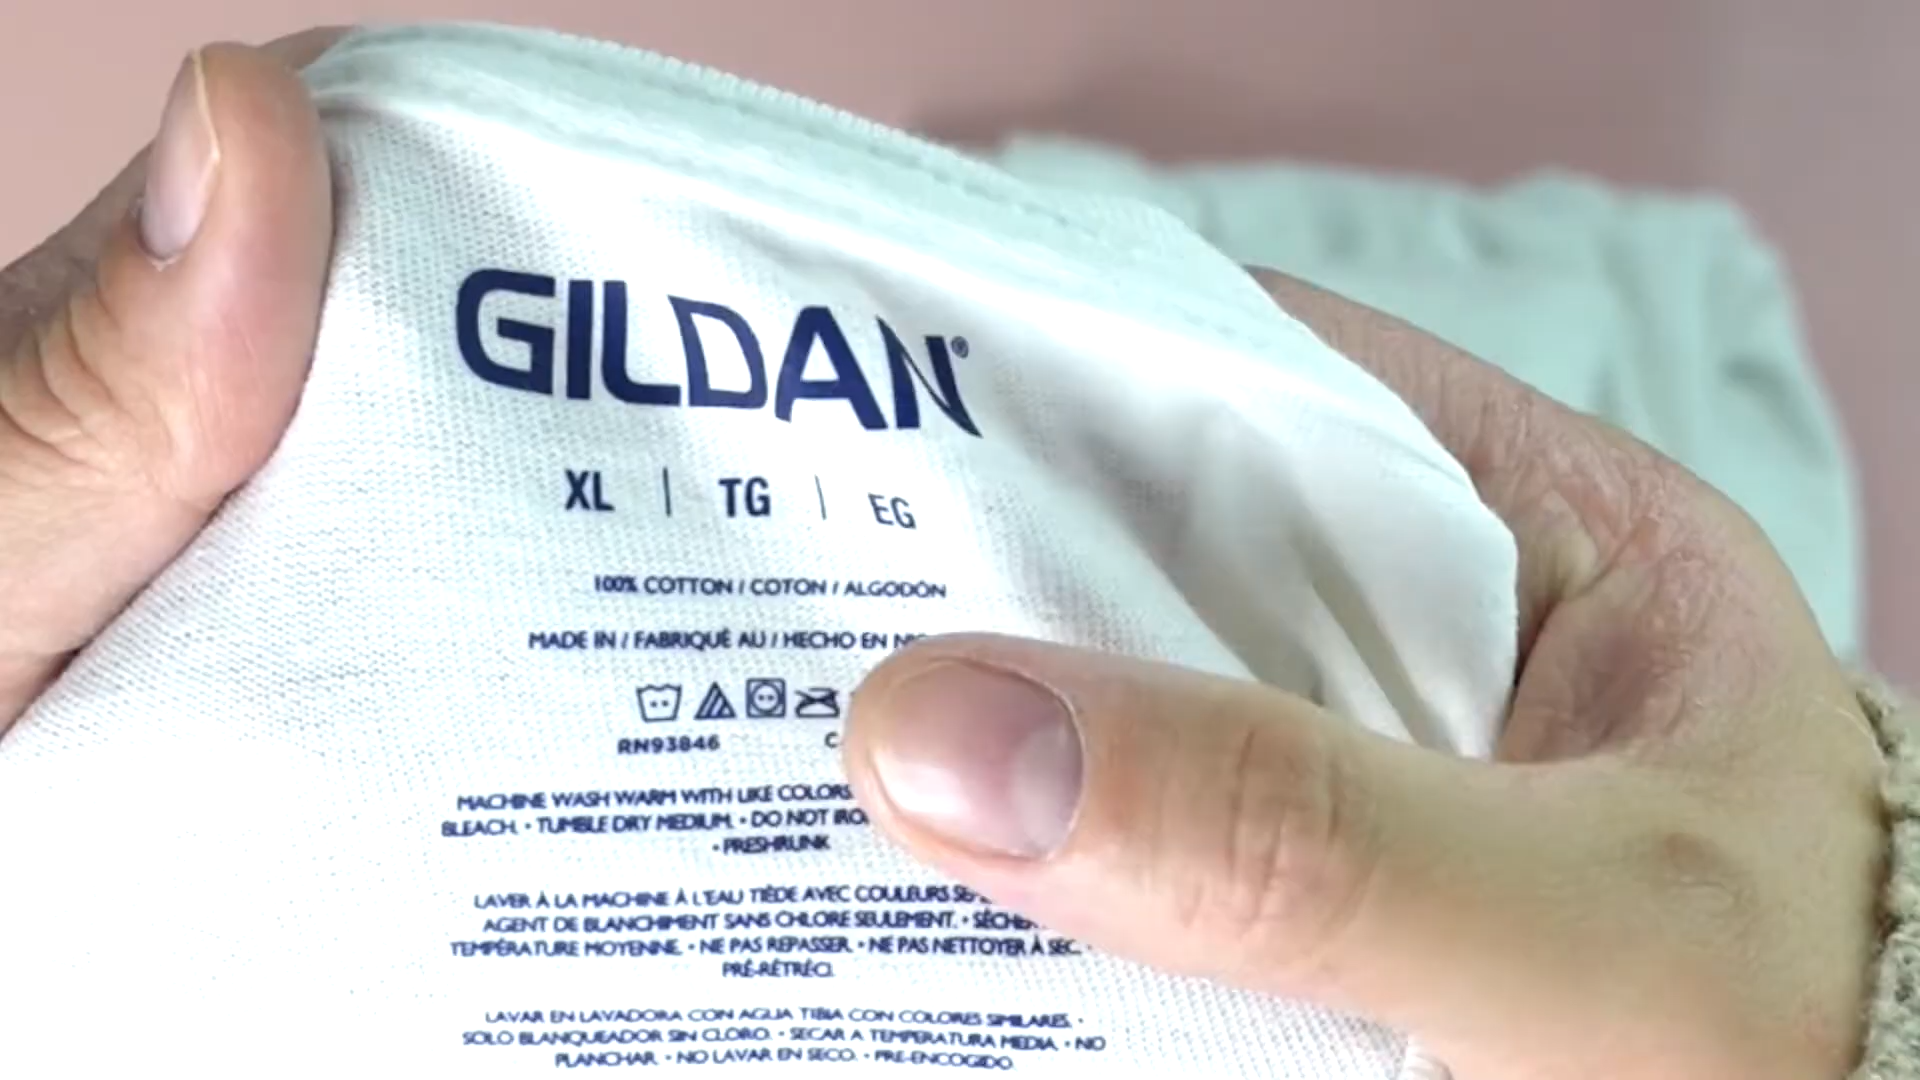 GILDAN®
XL | TG | EG
100% COTTON / COTON / ALGODÓN
MADE IN / FABRIQUÉ AU / HECHO EN
RN93846
MACHINE WASH WARM WITH LIKE COLORS
BLEACH. • TUMBLE DRY MEDIUM. • DO NOT
• PRESHRUNK
LAVER À LA MACHINE À L'EAU TIÈDE AVEC COULEURS
AGENT DE BLANCHIMENT SANS CHLORE SEULEMENT. •
TEMPÉRATURE MOYENNE. • NE PAS REPASSER. • NE PAS NETTOYER À SEC. •
PRÉ-RÉTRÉCI.
LAVAR EN LAVADORA CON AGUA TIBIA CON COLORES SIMILARES. •
SOLO BLANQUEADOR SIN CLORO. • SECAR A TEMPERATURA MEDIA. • NO
PLANCHAR. • NO LAVAR EN SECO. • PRE-ENCOGIDO.